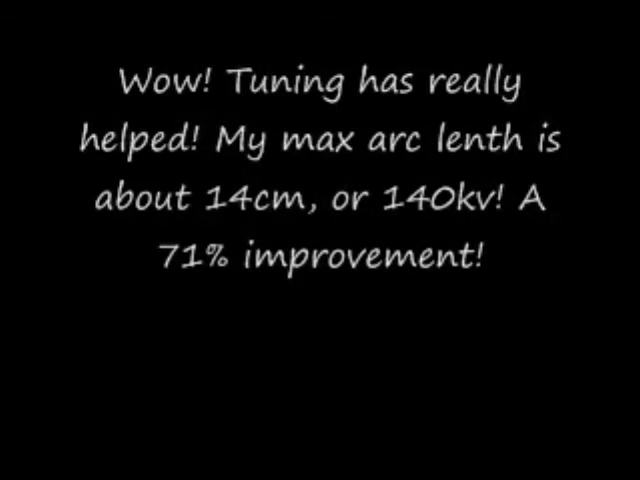 Wow! Tuning has really
helped! My max arc lenth is
about 14cm, or 140kv! A
71% improvement!